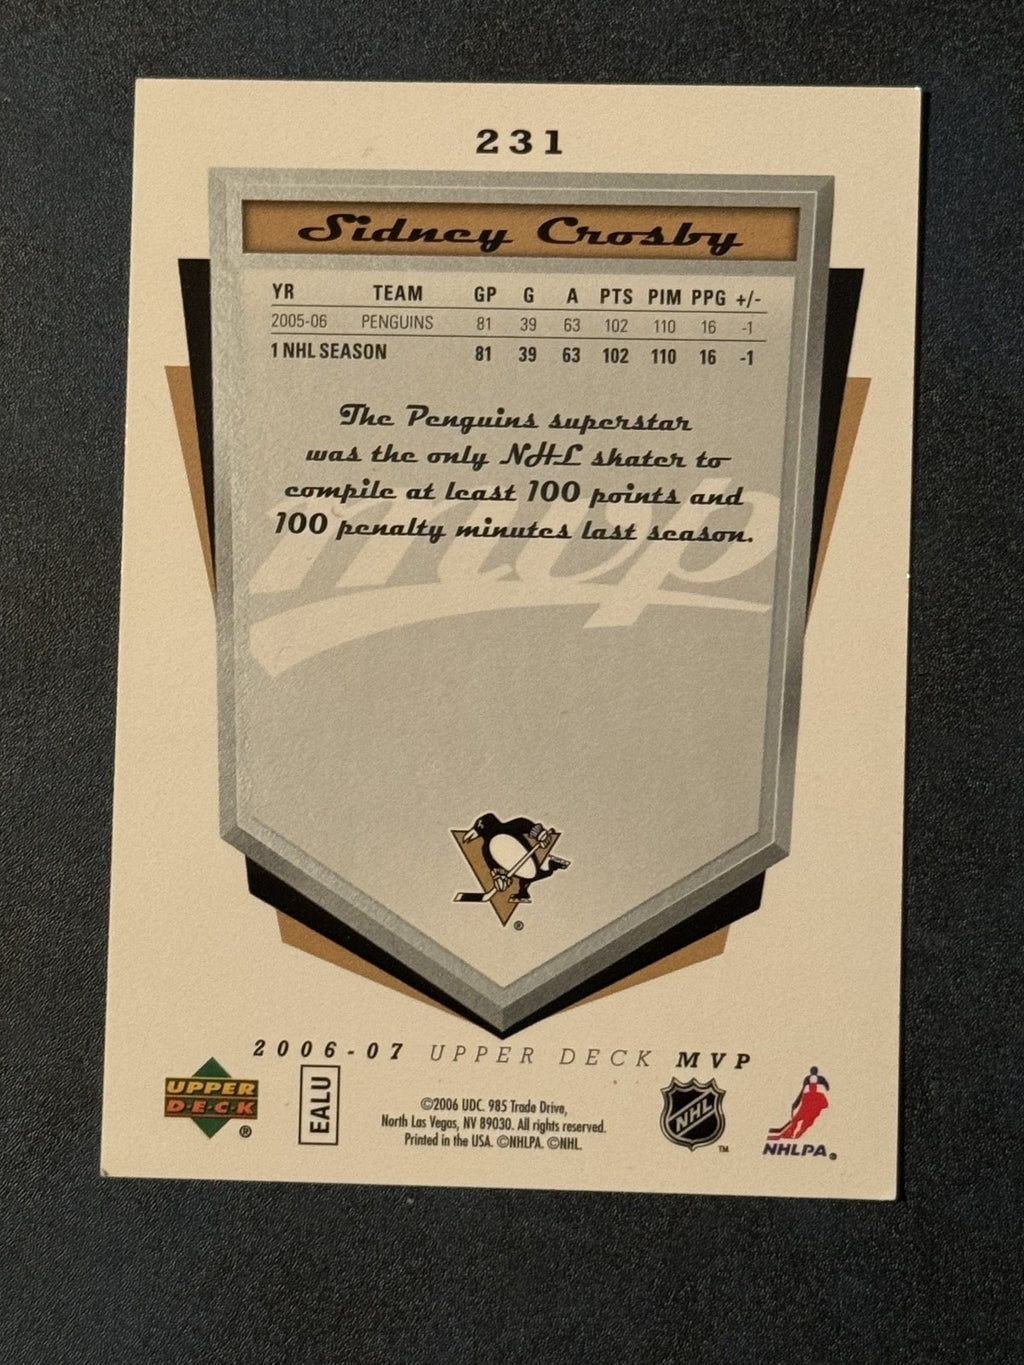 231
Sidney Crosby
YR TEAM GP G A PTS PIM PPG +/-
2005-06 PENGUINS 81 39 63 102 110 16 -1
1 NHL SEASON 81 39 63 102 110 16 -1
The Penguins superstar
was the only NHL skater to
compile at least 100 points and
100 penalty minutes last season.
mvp
®
2006-07 UPPER DECK MVP
UPPER
DECK
®
EALU
©2006 UDC. 985 Trade Drive,
North Las Vegas, NV 89030. All rights reserved.
Printed in the USA. ©NHLPA. ©NHL.
NHL
™
NHLPA®